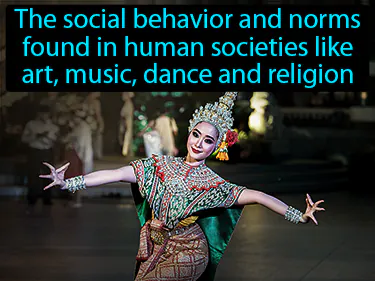 The social behavior and norms
found in human societies like
art, music, dance and religion